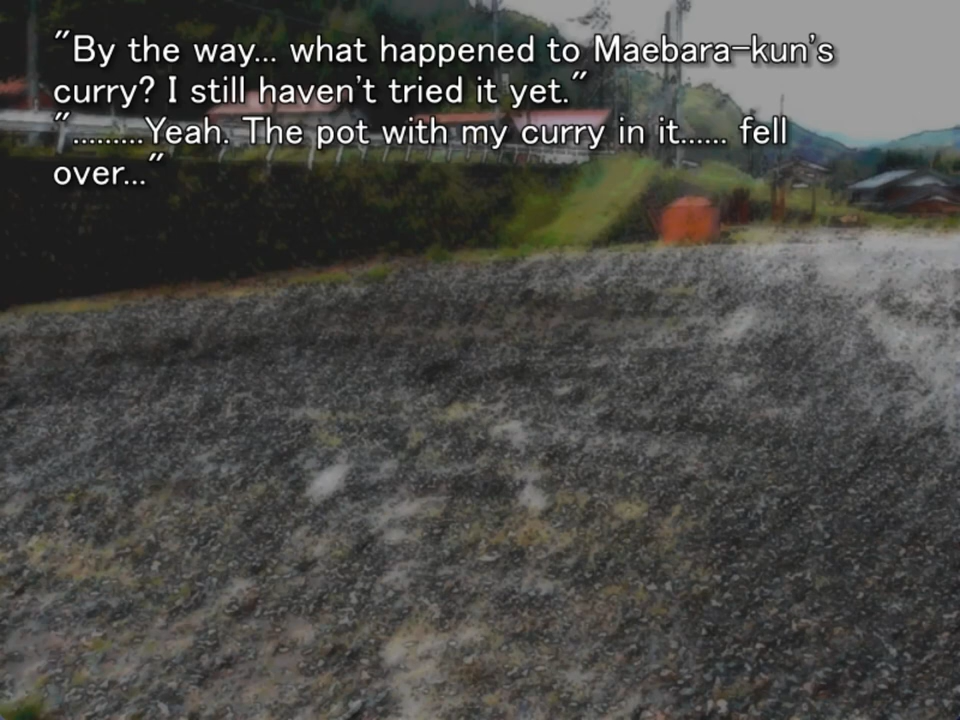 "By the way... what happened to Maebara-kun's
curry? I still haven't tried it yet."
".........Yeah. The pot with my curry in it...... fell
over..."